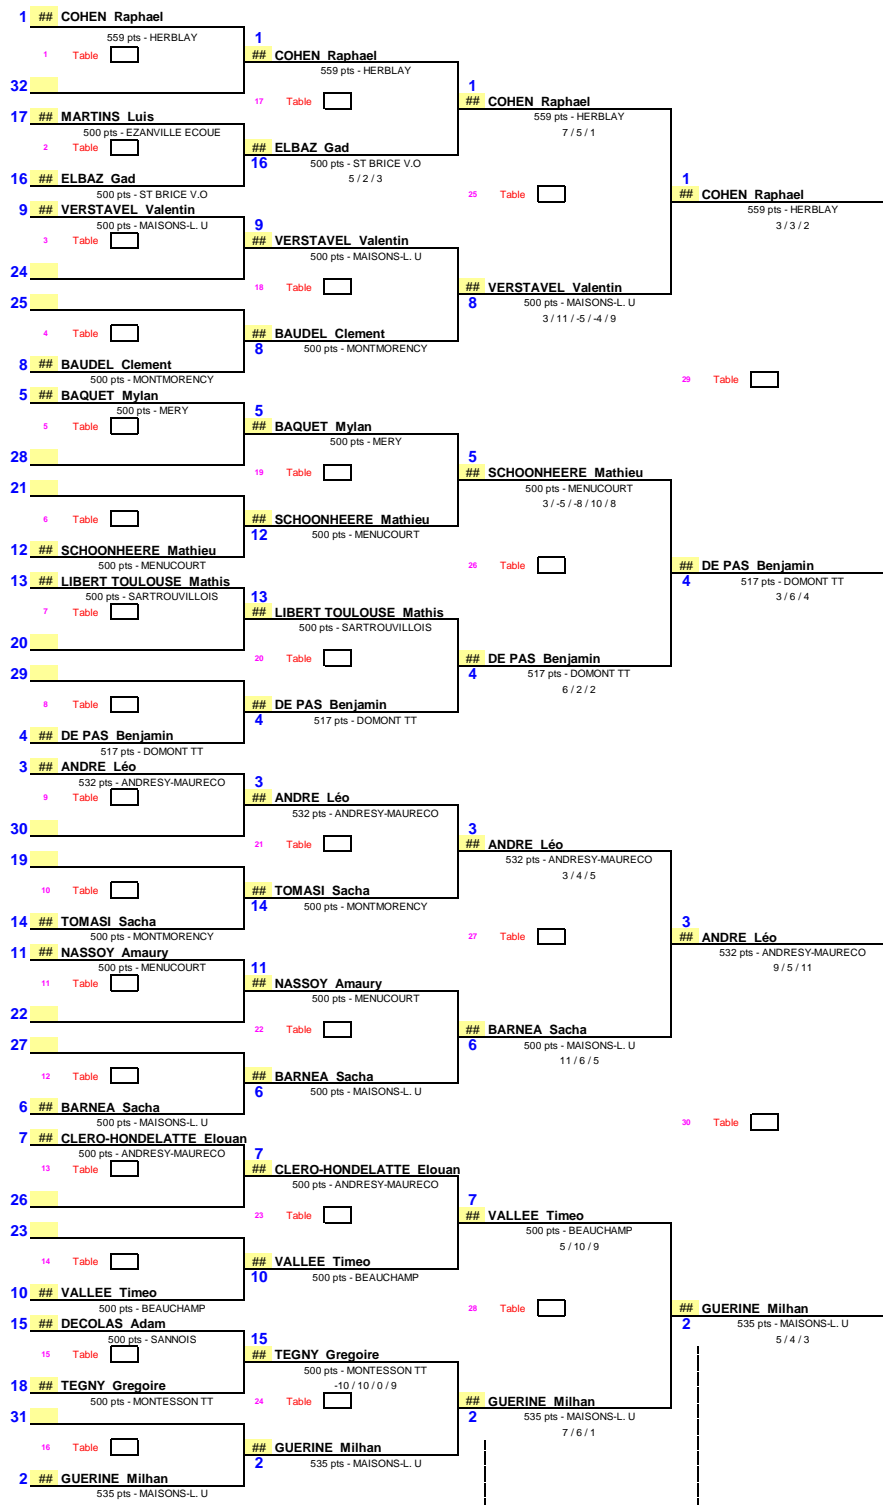 1 ## COHEN Raphael
559 pts - HERBLAY
1 Table
32
17 ## MARTINS Luis
500 pts - EZANVILLE ECOUE
2 Table
16 ## ELBAZ Gad
500 pts - ST BRICE V.O
9 ## VERSTAVEL Valentin
500 pts - MAISONS-L. U
3 Table
24
25
4 Table
8 ## BAUDEL Clement
500 pts - MONTMORENCY
5 ## BAQUET Mylan
500 pts - MERY
5 Table
28
21
6 Table
12 ## SCHOONHEERE Mathieu
500 pts - MENUCOURT
13 ## LIBERT TOULOUSE Mathis
500 pts - SARTROUVILLOIS
7 Table
20
29
8 Table
4 ## DE PAS Benjamin
517 pts - DOMONT TT
3 ## ANDRE Léo
532 pts - ANDRESY-MAURECO
9 Table
30
19
10 Table
14 ## TOMASI Sacha
500 pts - MONTMORENCY
11 ## NASSOY Amaury
500 pts - MENUCOURT
11 Table
22
27
12 Table
6 ## BARNEA Sacha
500 pts - MAISONS-L. U
7 ## CLERO-HONDELATTE Elouan
500 pts - ANDRESY-MAURECO
13 Table
26
23
14 Table
10 ## VALLEE Timeo
500 pts - BEAUCHAMP
15 ## DECOLAS Adam
500 pts - SANNOIS
15 Table
18 ## TEGNY Gregoire
500 pts - MONTESSON TT
31
16 Table
2 ## GUERINE Milhan
535 pts - MAISONS-L. U
1
## COHEN Raphael
559 pts - HERBLAY
17 Table
## ELBAZ Gad
16 500 pts - ST BRICE V.O
5 / 2 / 3
9
## VERSTAVEL Valentin
500 pts - MAISONS-L. U
18 Table
## BAUDEL Clement
8 500 pts - MONTMORENCY
5
## BAQUET Mylan
500 pts - MERY
19 Table
## SCHOONHEERE Mathieu
12 500 pts - MENUCOURT
13
## LIBERT TOULOUSE Mathis
500 pts - SARTROUVILLOIS
20 Table
## DE PAS Benjamin
4 517 pts - DOMONT TT
3
## ANDRE Léo
532 pts - ANDRESY-MAURECO
21 Table
## TOMASI Sacha
14 500 pts - MONTMORENCY
11
## NASSOY Amaury
500 pts - MENUCOURT
22 Table
## BARNEA Sacha
6 500 pts - MAISONS-L. U
7
## CLERO-HONDELATTE Elouan
500 pts - ANDRESY-MAURECO
23 Table
## VALLEE Timeo
10 500 pts - BEAUCHAMP
15
## TEGNY Gregoire
500 pts - MONTESSON TT
-10 / 10 / 0 / 9
24 Table
## GUERINE Milhan
2 535 pts - MAISONS-L. U
1
## COHEN Raphael
559 pts - HERBLAY
7 / 5 / 1
25 Table
## VERSTAVEL Valentin
8 500 pts - MAISONS-L. U
3 / 11 / -5 / -4 / 9
5
## SCHOONHEERE Mathieu
500 pts - MENUCOURT
3 / -5 / -8 / 10 / 8
26 Table
## DE PAS Benjamin
4 517 pts - DOMONT TT
6 / 2 / 2
3
## ANDRE Léo
532 pts - ANDRESY-MAURECO
3 / 4 / 5
27 Table
## BARNEA Sacha
6 500 pts - MAISONS-L. U
11 / 6 / 5
7
## VALLEE Timeo
500 pts - BEAUCHAMP
5 / 10 / 9
28 Table
## GUERINE Milhan
2 535 pts - MAISONS-L. U
7 / 6 / 1
1
## COHEN Raphael
559 pts - HERBLAY
3 / 3 / 2
29 Table
## DE PAS Benjamin
4 517 pts - DOMONT TT
3 / 6 / 4
3
## ANDRE Léo
532 pts - ANDRESY-MAURECO
9 / 5 / 11
30 Table
## GUERINE Milhan
2 535 pts - MAISONS-L. U
5 / 4 / 3